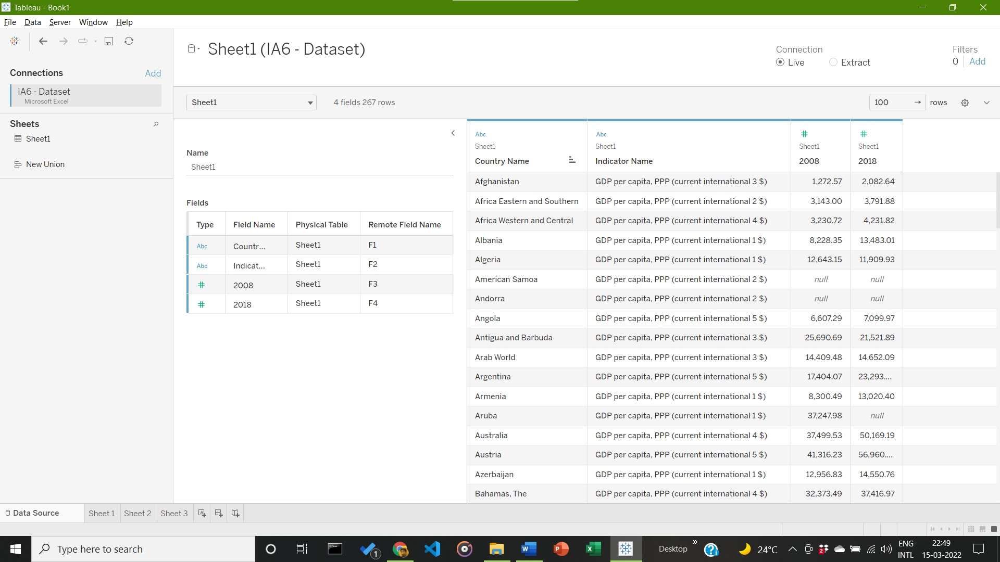 Tableau - Book1
File Data Server Window Help
Sheet1 (IA6 - Dataset)
Connection
Live Extract
Filters
0 Add
Connections Add
IA6 - Dataset
Microsoft Excel
Sheets
Sheet1
New Union
Sheet1 4 fields 267 rows 100 rows
Name
Sheet1
Fields
Type Field Name Physical Table Remote Field Name
Abc Countr... Sheet1 F1
Abc Indicat... Sheet1 F2
# 2008 Sheet1 F3
# 2018 Sheet1 F4
Abc Abc # #
Sheet1 Sheet1 Sheet1 Sheet1
Country Name Indicator Name 2008 2018
Afghanistan GDP per capita, PPP (current international 3 $) 1,272.57 2,082.64
Africa Eastern and Southern GDP per capita, PPP (current international 2 $) 3,143.00 3,791.88
Africa Western and Central GDP per capita, PPP (current international 4 $) 3,230.72 4,231.82
Albania GDP per capita, PPP (current international 1 $) 8,228.35 13,483.01
Algeria GDP per capita, PPP (current international 1 $) 12,643.15 11,909.93
American Samoa GDP per capita, PPP (current international 2 $) null null
Andorra GDP per capita, PPP (current international 2 $) null null
Angola GDP per capita, PPP (current international 5 $) 6,607.29 7,099.97
Antigua and Barbuda GDP per capita, PPP (current international 3 $) 25,690.69 21,521.89
Arab World GDP per capita, PPP (current international 3 $) 14,409.48 14,652.09
Argentina GDP per capita, PPP (current international 5 $) 17,404.07 23,293....
Armenia GDP per capita, PPP (current international 1 $) 8,300.49 13,020.40
Aruba GDP per capita, PPP (current international 1 $) 37,247.98 null
Australia GDP per capita, PPP (current international 4 $) 37,499.53 50,169.19
Austria GDP per capita, PPP (current international 5 $) 41,316.23 56,960....
Azerbaijan GDP per capita, PPP (current international 1 $) 12,956.83 14,550.76
Bahamas, The GDP per capita, PPP (current international 4 $) 32,373.49 37,416.97
Data Source Sheet 1 Sheet 2 Sheet 3
Type here to search
1
Desktop
24°C
2
ENG
INTL
22:49
15-03-2022